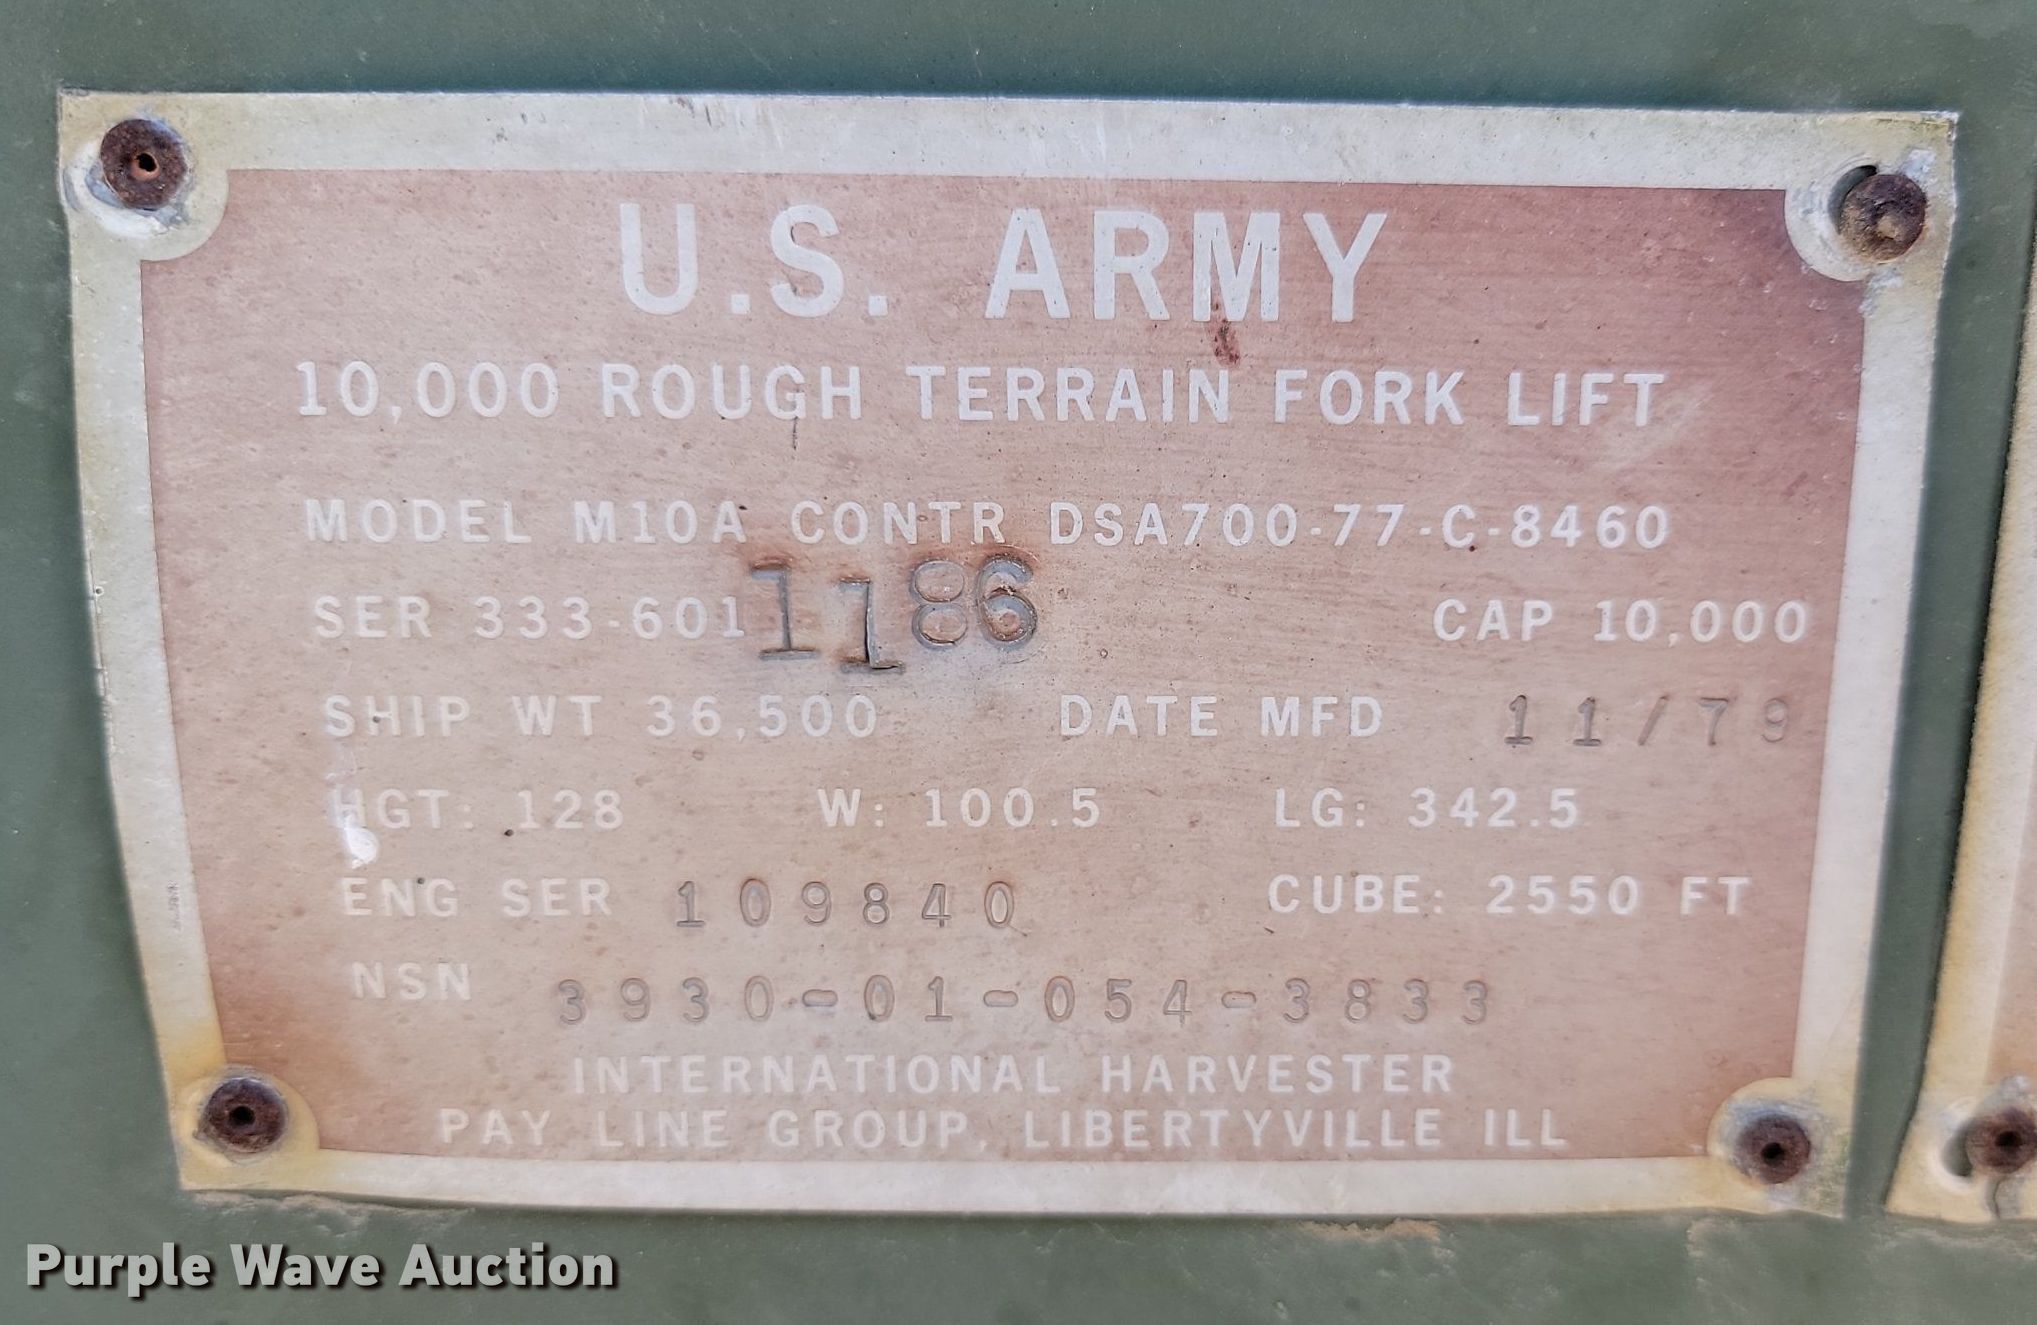 U.S. ARMY
10,000 ROUGH TERRAIN FORK LIFT
MODEL M10A CONTR DSA700-77-C-8460
SER 333-6011186 CAP 10,000
SHIP WT 36,500 DATE MFD 11/79
HGT: 128 W: 100.5 LG: 342.5
ENG SER 109840 CUBE: 2550 FT
NSN 3930-01-054-3833
INTERNATIONAL HARVESTER
PAY LINE GROUP, LIBERTYVILLE ILL
Purple Wave Auction